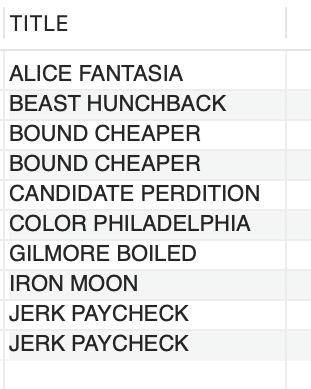 TITLE
ALICE FANTASIA
BEAST HUNCHBACK
BOUND CHEAPER
BOUND CHEAPER
CANDIDATE PERDITION
COLOR PHILADELPHIA
GILMORE BOILED
IRON MOON
JERK PAYCHECK
JERK PAYCHECK